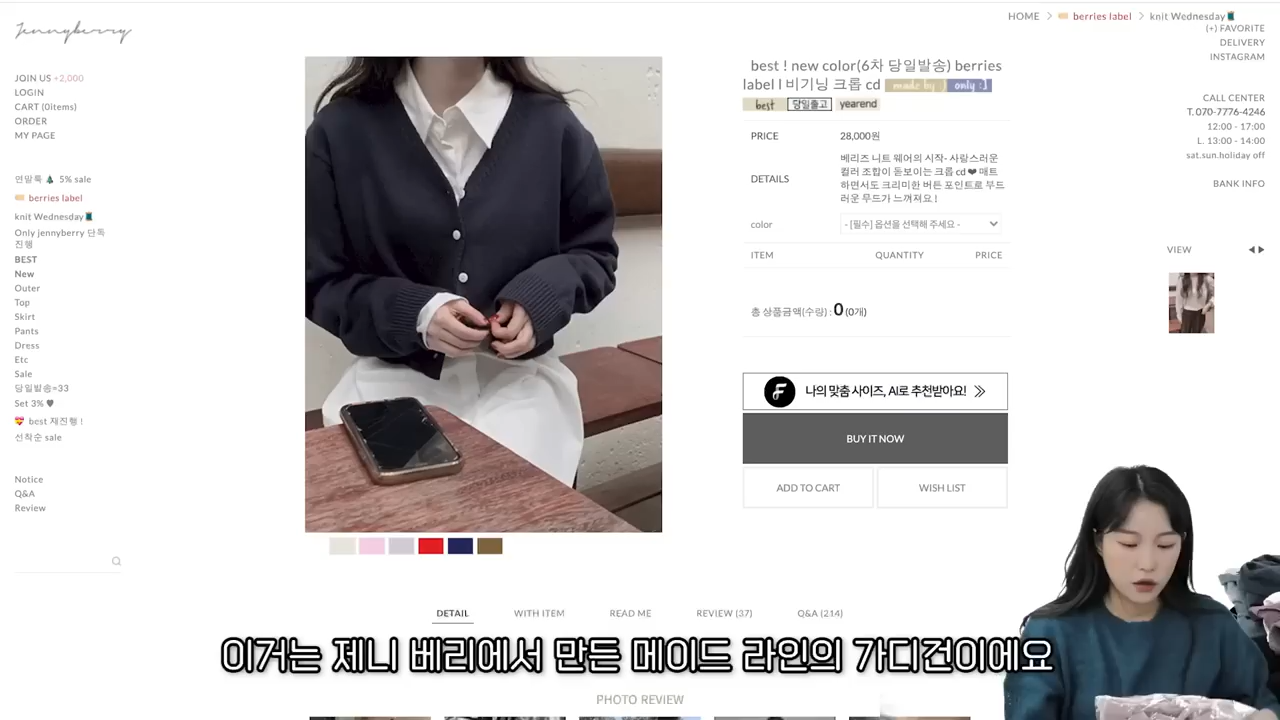 Jennyberry
HOME > berries label > knit Wednesday
(+) FAVORITE
DELIVERY
INSTAGRAM
CALL CENTER
T. 070-7776-4246
12:00 - 17:00
L. 13:00 - 14:00
sat.sun.holiday off
BANK INFO
VIEW
JOIN US +2,000
LOGIN
CART (0items)
ORDER
MY PAGE
연말룩 5% sale
berries label
knit Wednesday
Only jennyberry 단독
진행
BEST
New
Outer
Top
Skirt
Pants
Dress
Etc
Sale
당일발송=33
Set 3% ♥
best 재진행 !
선착순 sale
Notice
Q&A
Review
best ! new color(6차 당일발송) berries
label l 비기닝 크롭 cd made by j only :)
best 당일출고 yearend
PRICE 28,000원
DETAILS 베리즈 니트 웨어의 시작- 사랑스러운
컬러 조합이 돋보이는 크롭 cd ❤ 매트
하면서도 크리미한 버튼 포인트로 부드
러운 무드가 느껴져요 !
color - [필수] 옵션을 선택해 주세요 -
ITEM QUANTITY PRICE
총 상품금액(수량) : 0 (0개)
F 나의 맞춤 사이즈, AI로 추천받아요!
BUY IT NOW
ADD TO CART WISH LIST
DETAIL WITH ITEM READ ME REVIEW (37) Q&A (214)
이거는 제니 베리에서 만든 메이드 라인의 가디건이에요
PHOTO REVIEW